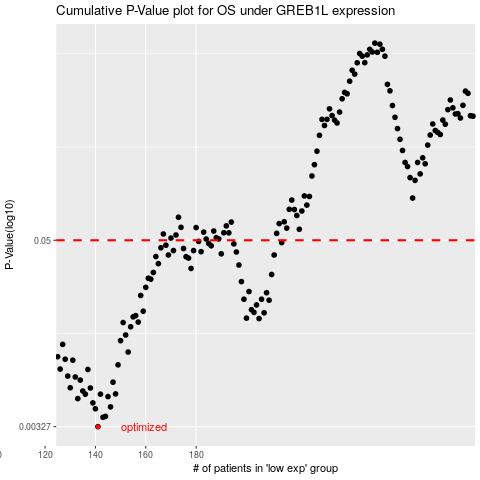 Cumulative P-Value plot for OS under GREB1L expression
P-Value(log10)
0.05
0.00327
optimized
0 120 140 160 180
# of patients in 'low exp' group